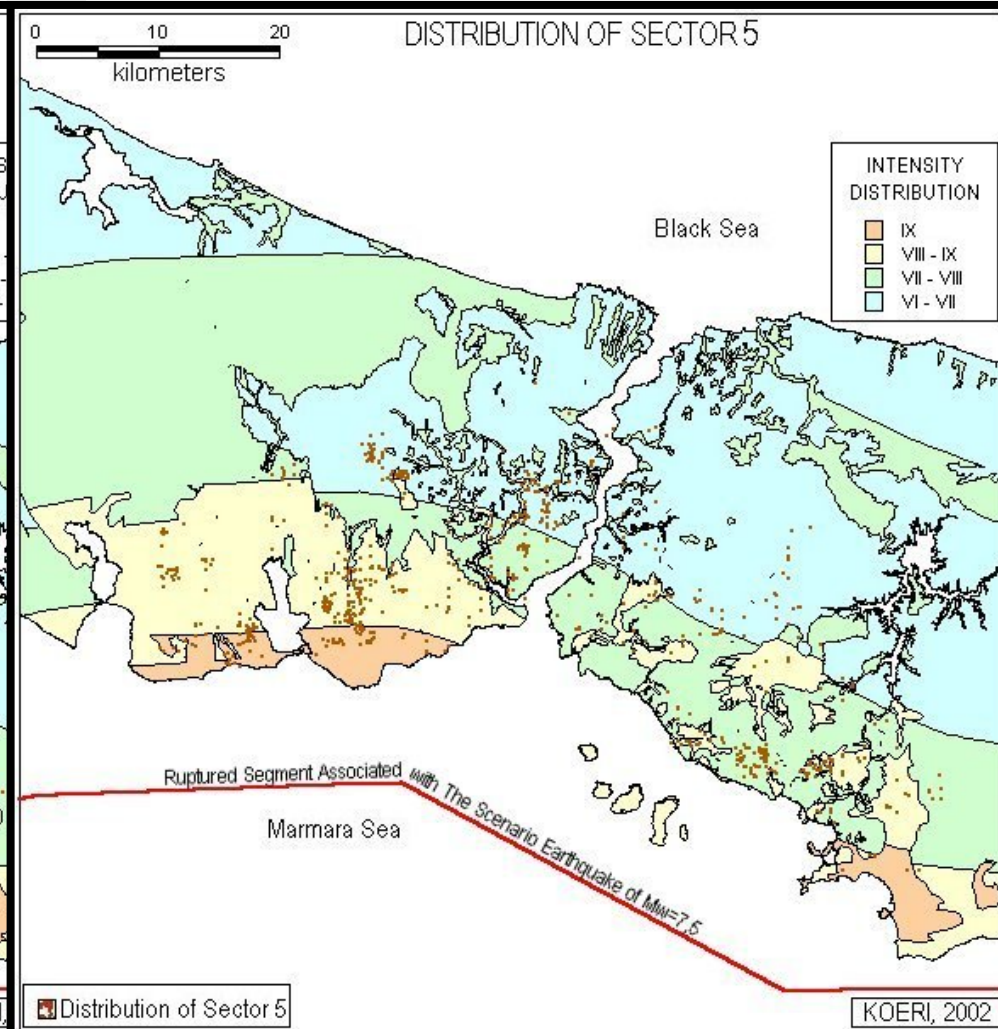 0 10 20
kilometers
DISTRIBUTION OF SECTOR 5
INTENSITY
DISTRIBUTION
IX
VIII - IX
VII - VIII
VI - VII
Black Sea
Ruptured Segment Associated with The Scenario Earthquake of Mw=7,5
Marmara Sea
Distribution of Sector 5
KOERI, 2002